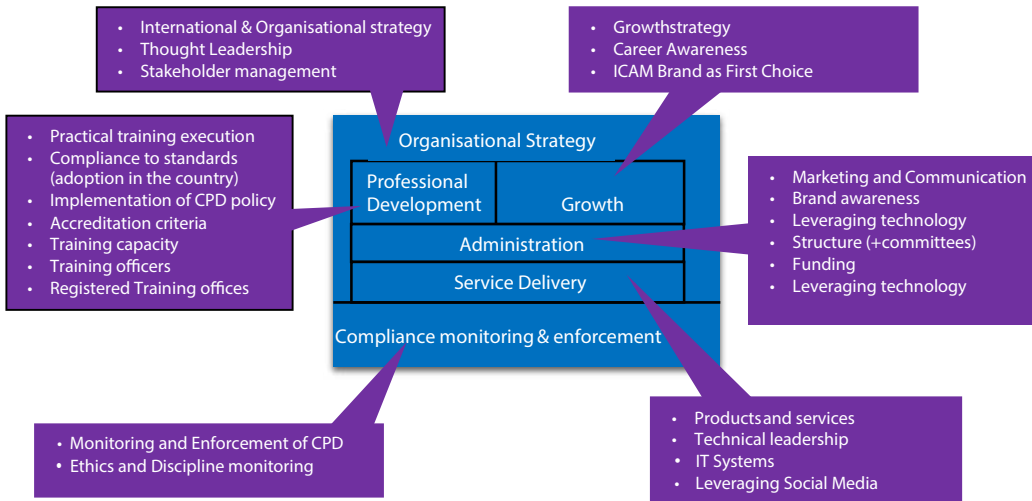 • International & Organisational strategy
• Thought Leadership
• Stakeholder management
• Growthstrategy
• Career Awareness
• ICAM Brand as First Choice
• Practical training execution
• Compliance to standards
(adoption in the country)
• Implementation of CPD policy
• Accreditation criteria
• Training capacity
• Training officers
• Registered Training offices
Organisational Strategy
Professional
Development
Growth
Administration
Service Delivery
Compliance monitoring & enforcement
• Marketing and Communication
• Brand awareness
• Leveraging technology
• Structure (+committees)
• Funding
• Leveraging technology
• Monitoring and Enforcement of CPD
• Ethics and Discipline monitoring
• Products and services
• Technical leadership
• IT Systems
• Leveraging Social Media